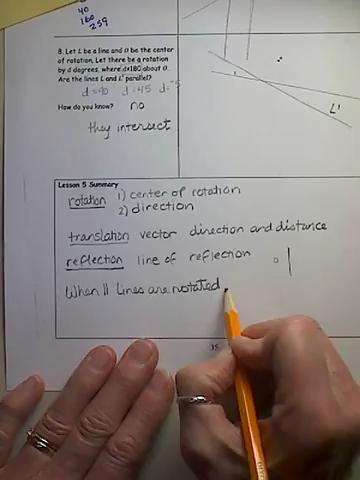 40
160
239
8. Let L be a line and O be the center
of rotation. Let there be a rotation
by d degrees, where d≠180 about O.
Are the lines L and L' parallel?
d=90 d=45 d=
How do you know? no
they intersect
L'
Lesson 5 Summary
rotation 1) center of rotation
2) direction
translation vector direction and distance
reflection line of reflection
When || Lines are rotated